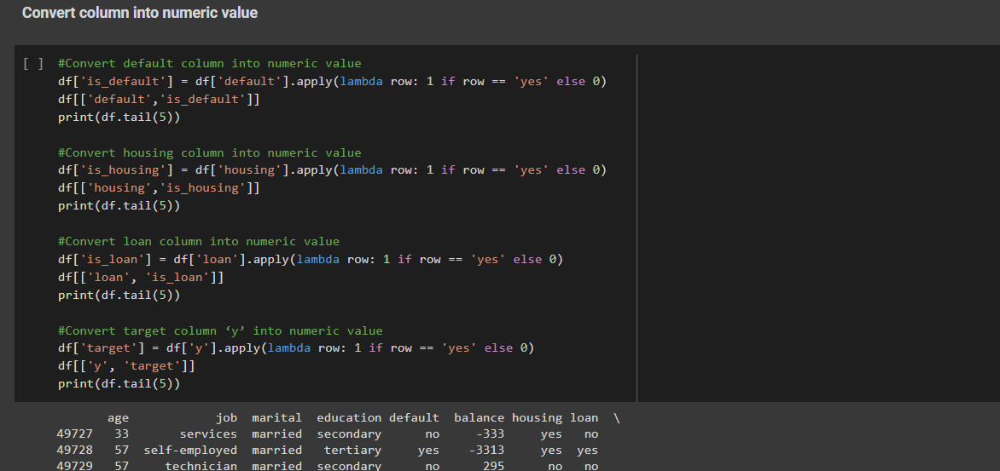 Convert column into numeric value
[ ] #Convert default column into numeric value
df['is_default'] = df['default'].apply(lambda row: 1 if row == 'yes' else 0)
df[['default','is_default']]
print(df.tail(5))
#Convert housing column into numeric value
df['is_housing'] = df['housing'].apply(lambda row: 1 if row == 'yes' else 0)
df[['housing','is_housing']]
print(df.tail(5))
#Convert loan column into numeric value
df['is_loan'] = df['loan'].apply(lambda row: 1 if row == 'yes' else 0)
df[['loan', 'is_loan']]
print(df.tail(5))
#Convert target column ‘y’ into numeric value
df['target'] = df['y'].apply(lambda row: 1 if row == 'yes' else 0)
df[['y', 'target']]
print(df.tail(5))
age job marital education default balance housing loan \
49727 33 services married secondary no -333 yes no
49728 57 self-employed married tertiary yes -3313 yes yes
49729 57 technician married secondary no 295 no no